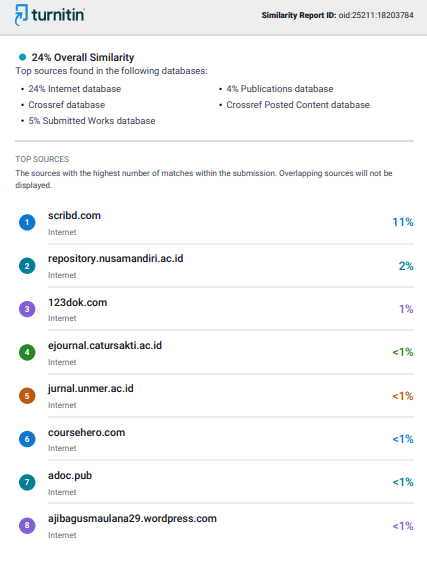 turnitin
Similarity Report ID: oid:25211:18203784
24% Overall Similarity
Top sources found in the following databases:
• 24% Internet database
• 4% Publications database
• Crossref database
• Crossref Posted Content database
• 5% Submitted Works database
TOP SOURCES
The sources with the highest number of matches within the submission. Overlapping sources will not be
displayed.
1 scribd.com 11%
Internet
2 repository.nusamandiri.ac.id 2%
Internet
3 123dok.com 1%
Internet
4 ejournal.catursakti.ac.id <1%
Internet
5 jurnal.unmer.ac.id <1%
Internet
6 coursehero.com <1%
Internet
7 adoc.pub <1%
Internet
8 ajibagusmaulana29.wordpress.com <1%
Internet